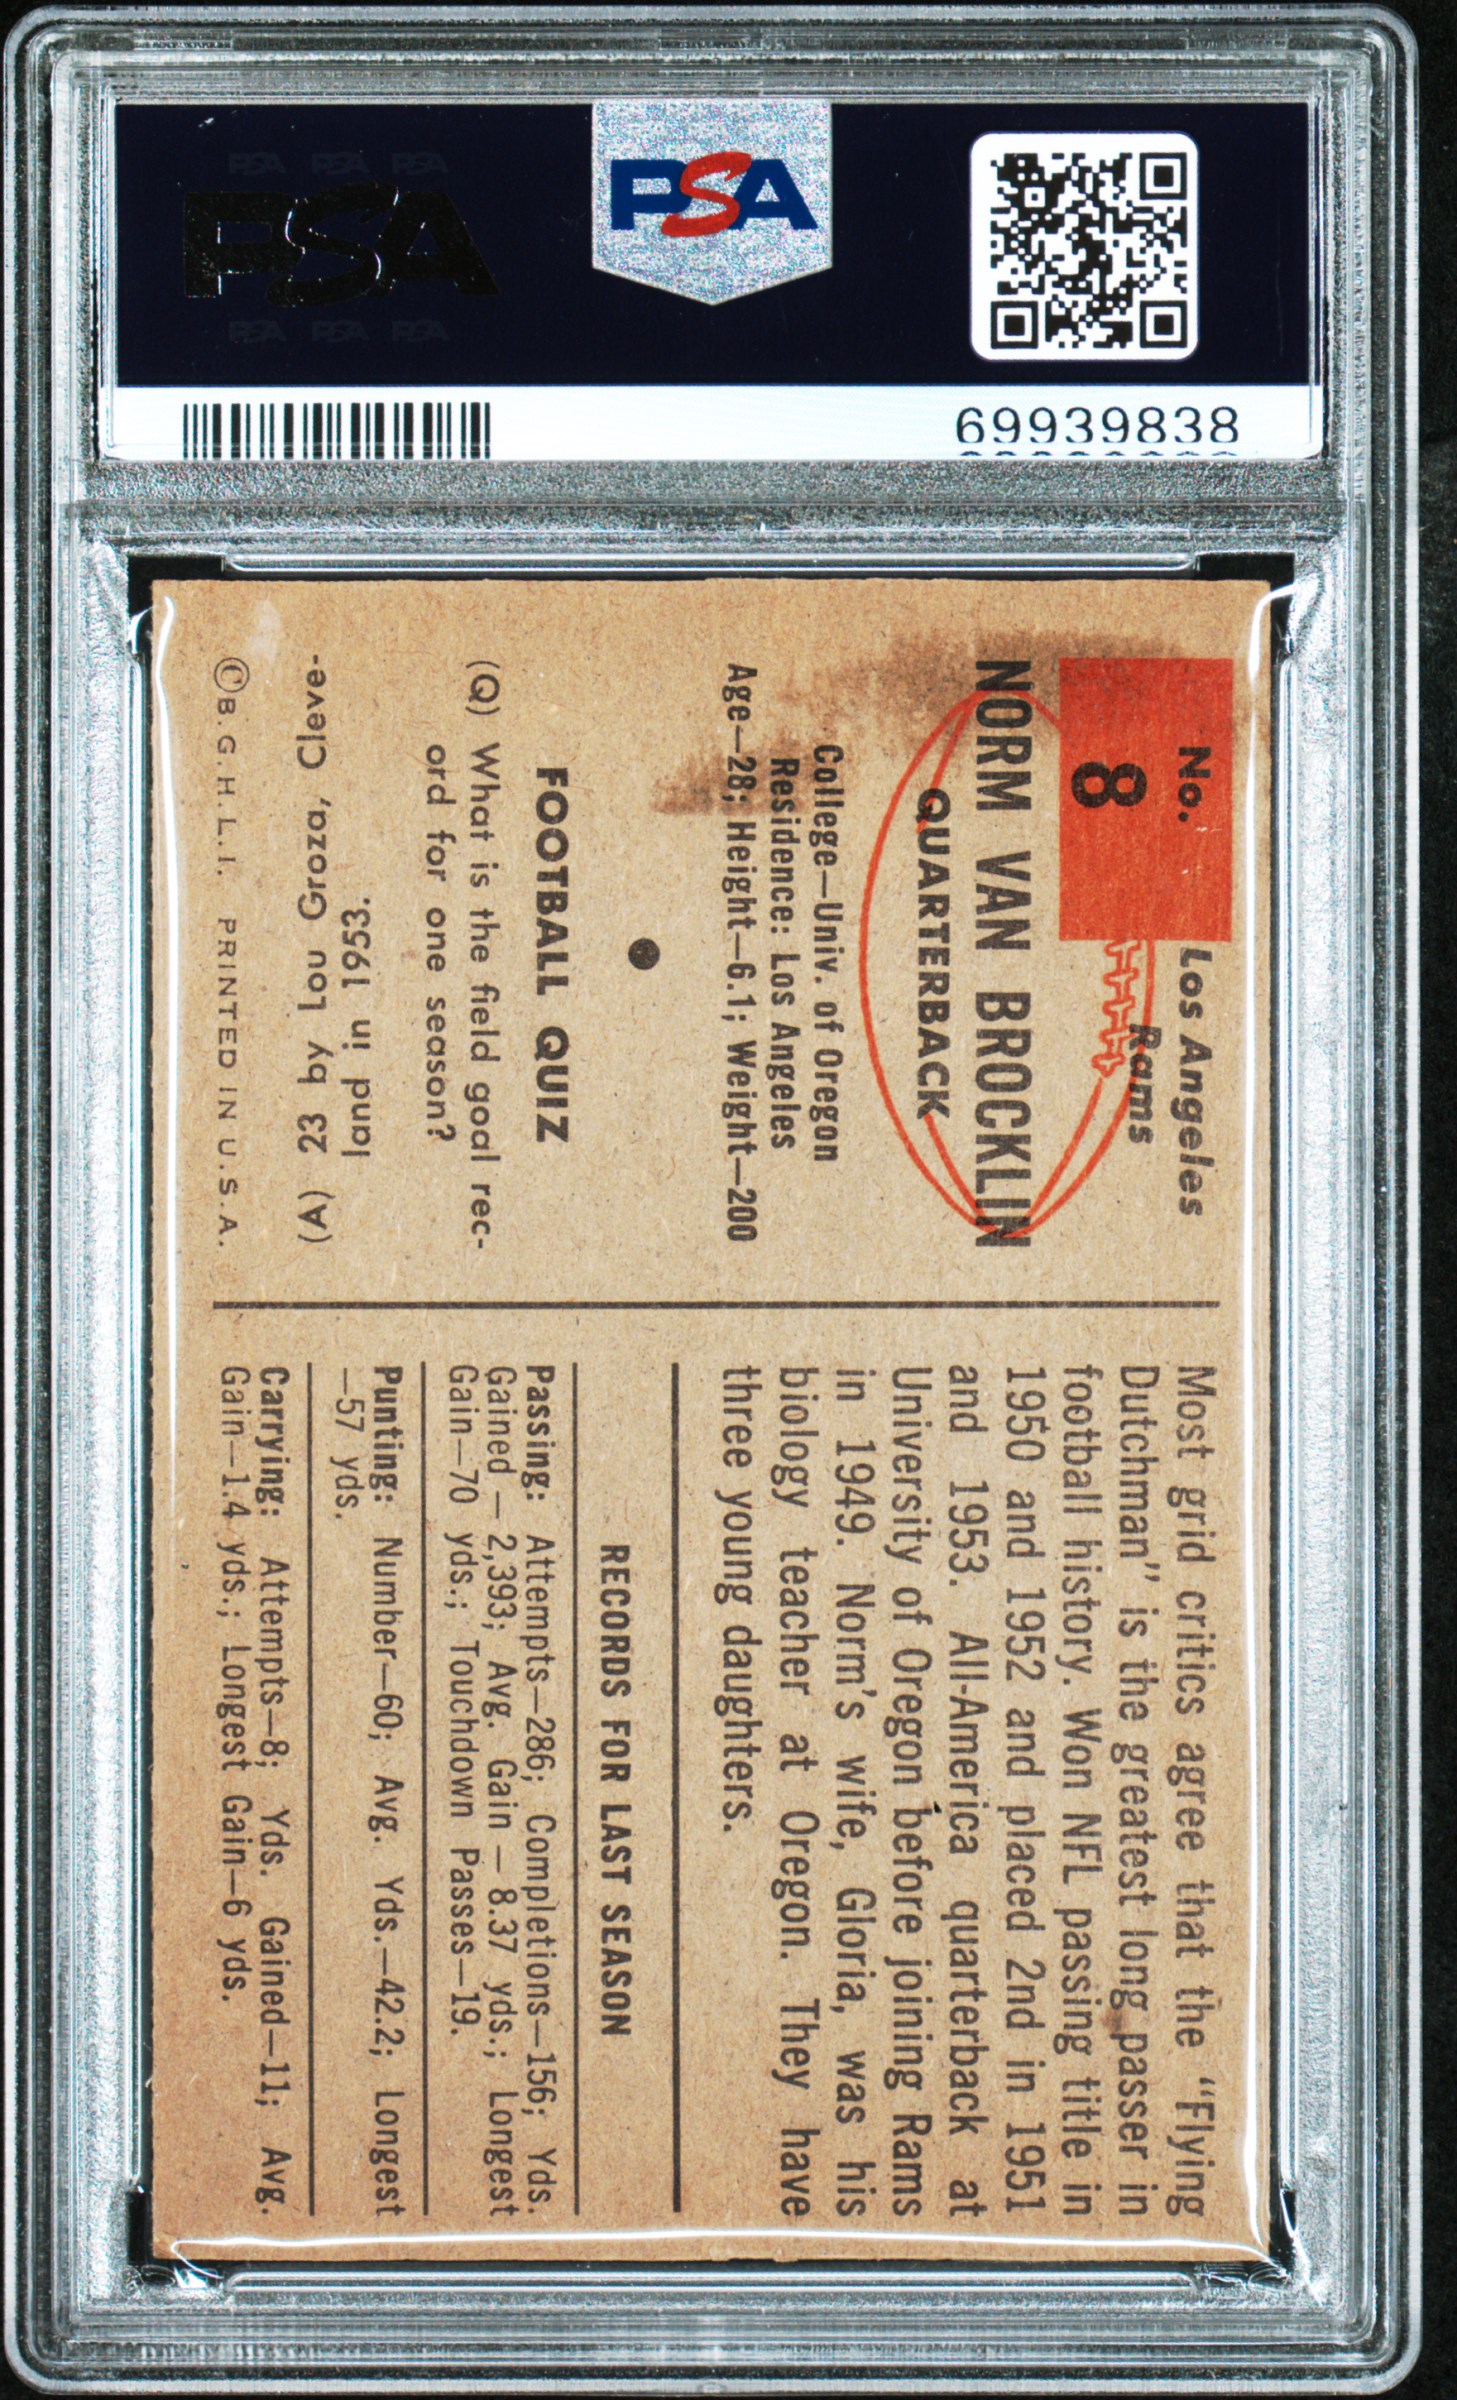 PSA PSA PSA
PSA
PSA PSA PSA
PSA
69939838
No.
8
Los Angeles
Rams
NORM VAN BROCKLIN
QUARTERBACK
College—Univ. of Oregon
Residence: Los Angeles
Age—28; Height—6.1; Weight—200
FOOTBALL QUIZ
(Q) What is the field goal rec-
ord for one season?
(A) 23 by Lou Groza, Cleve-
land in 1953.
©B.G.H.L.I. PRINTED IN U.S.A.
Most grid critics agree that the "Flying
Dutchman" is the greatest long passer in
football history. Won NFL passing title in
1950 and 1952 and placed 2nd in 1951
and 1953. All-America quarterback at
University of Oregon before joining Rams
in 1949. Norm's wife, Gloria, was his
biology teacher at Oregon. They have
three young daughters.
RECORDS FOR LAST SEASON
Passing: Attempts—286; Completions—156; Yds.
Gained — 2,393; Avg. Gain — 8.37 yds.; Longest
Gain—70 yds.; Touchdown Passes—19.
Punting: Number—60; Avg. Yds.—42.2; Longest
—57 yds.
Carrying: Attempts—8; Yds. Gained—11; Avg.
Gain—1.4 yds.; Longest Gain—6 yds.